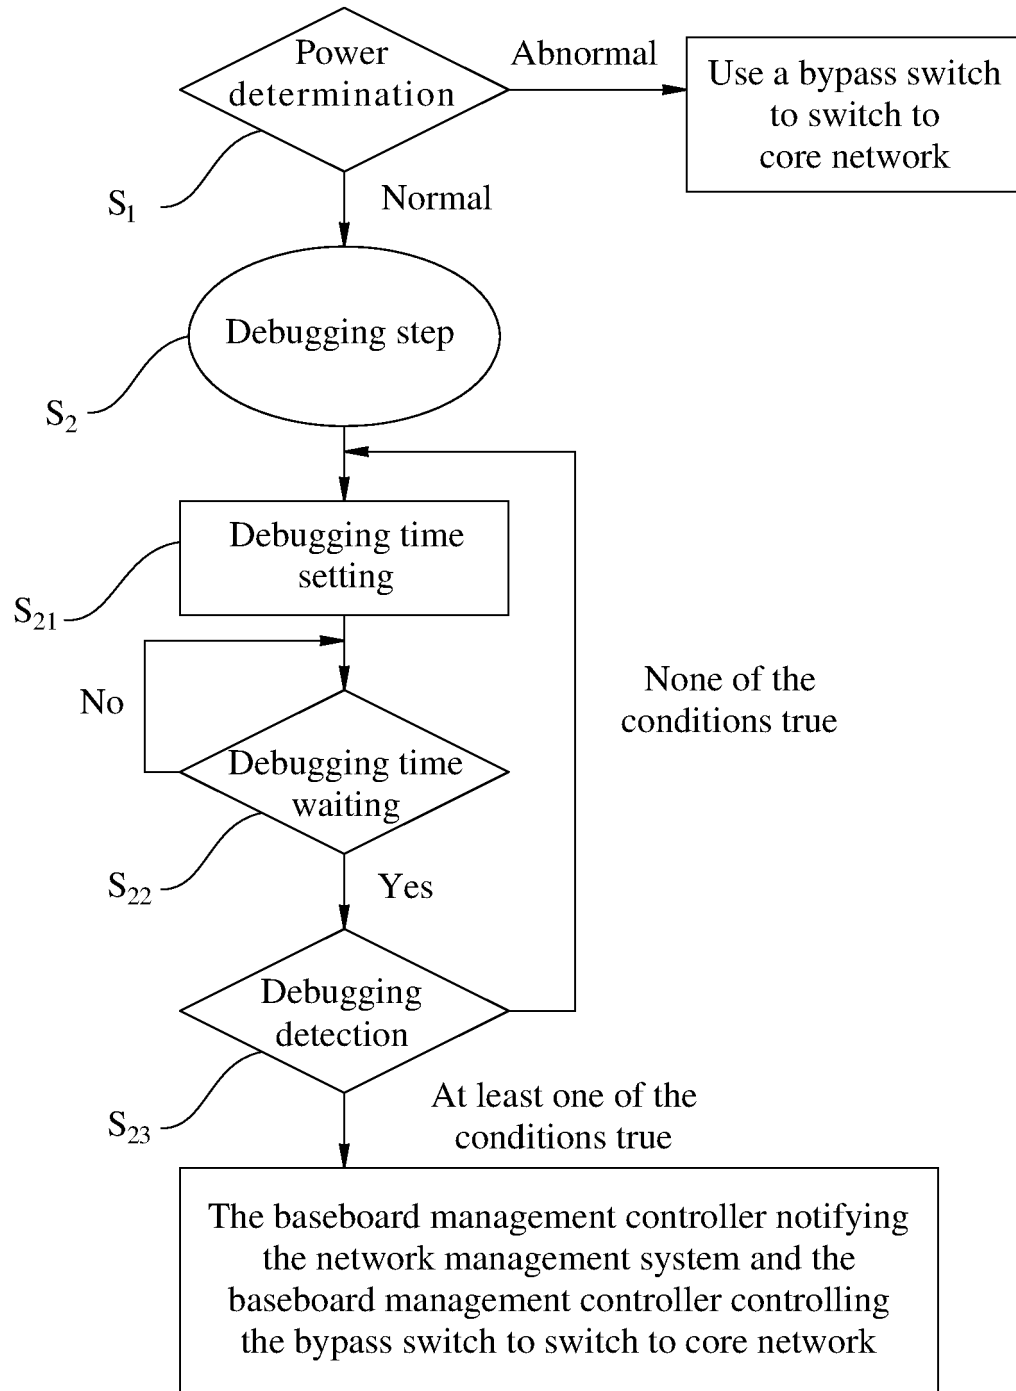 Power
determination
Abnormal
Use a bypass switch
to switch to
core network
S1
Normal
Debugging step
S2
Debugging time
setting
S21
No
None of the
conditions true
Debugging time
waiting
S22
Yes
Debugging
detection
S23
At least one of the
conditions true
The baseboard management controller notifying
the network management system and the
baseboard management controller controlling
the bypass switch to switch to core network